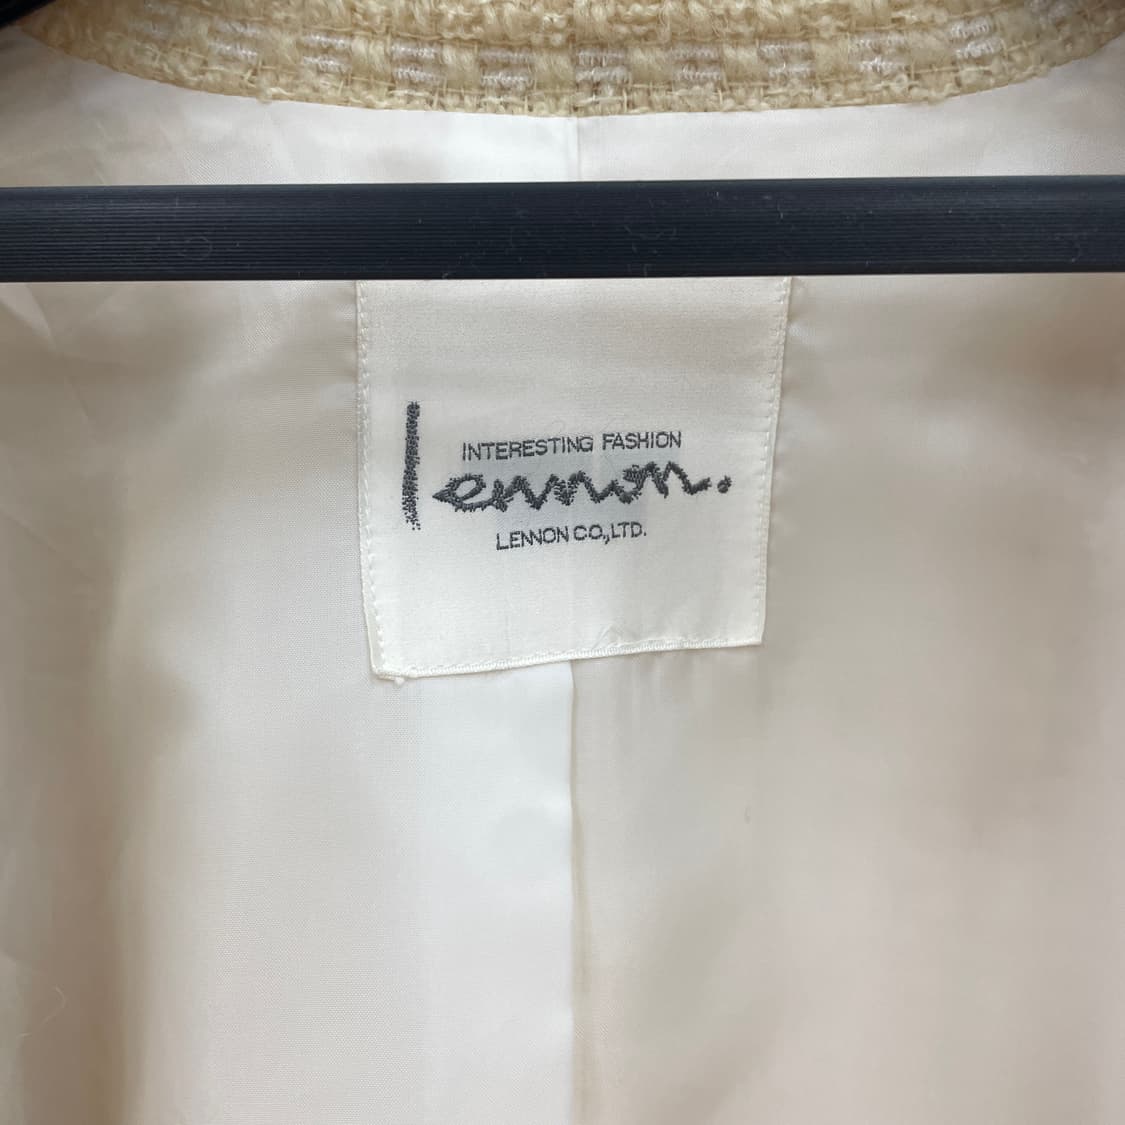 INTERESTING FASHION
Lennon.
LENNON CO.,LTD.